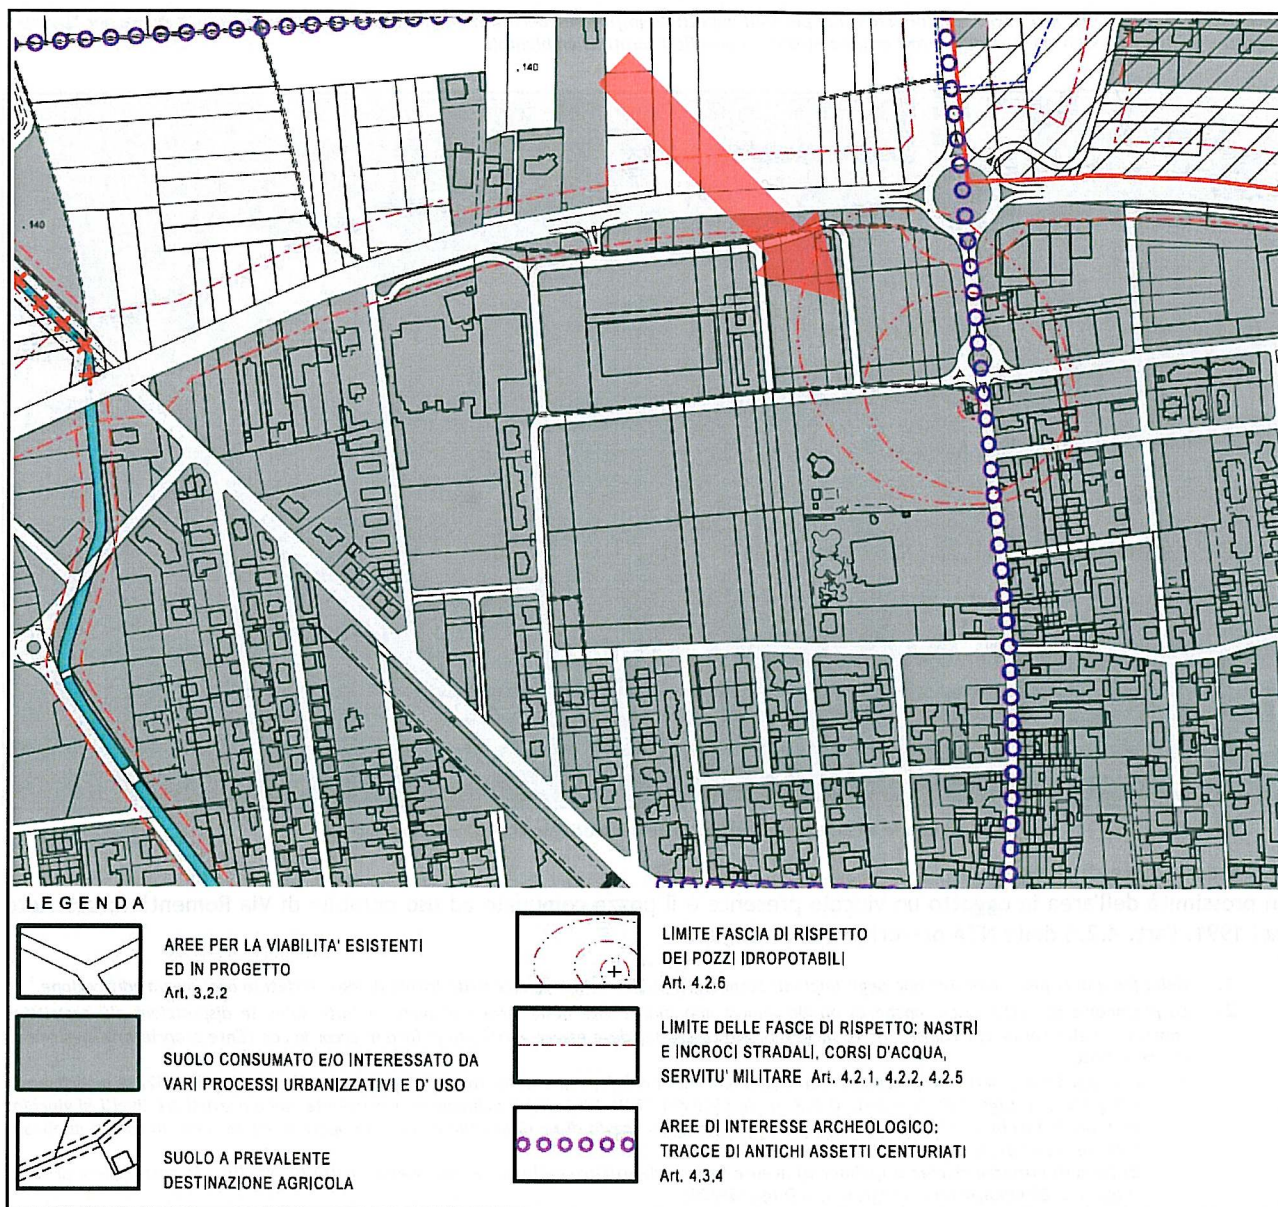 . 140
. 140
LEGENDA
AREE PER LA VIABILITA' ESISTENTI
ED IN PROGETTO
Art. 3.2.2
SUOLO CONSUMATO E/O INTERESSATO DA
VARI PROCESSI URBANIZZATIVI E D' USO
SUOLO A PREVALENTE
DESTINAZIONE AGRICOLA
LIMITE FASCIA DI RISPETTO
DEI POZZI IDROPOTABILI
Art. 4.2.6
LIMITE DELLE FASCE DI RISPETTO: NASTRI
E INCROCI STRADALI, CORSI D'ACQUA,
SERVITU' MILITARE Art. 4.2.1, 4.2.2, 4.2.5
AREE DI INTERESSE ARCHEOLOGICO:
TRACCE DI ANTICHI ASSETTI CENTURIATI
Art. 4.3.4